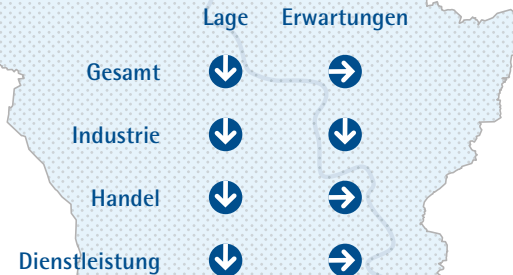 Lage Erwartungen
Gesamt
Industrie
Handel
Dienstleistung